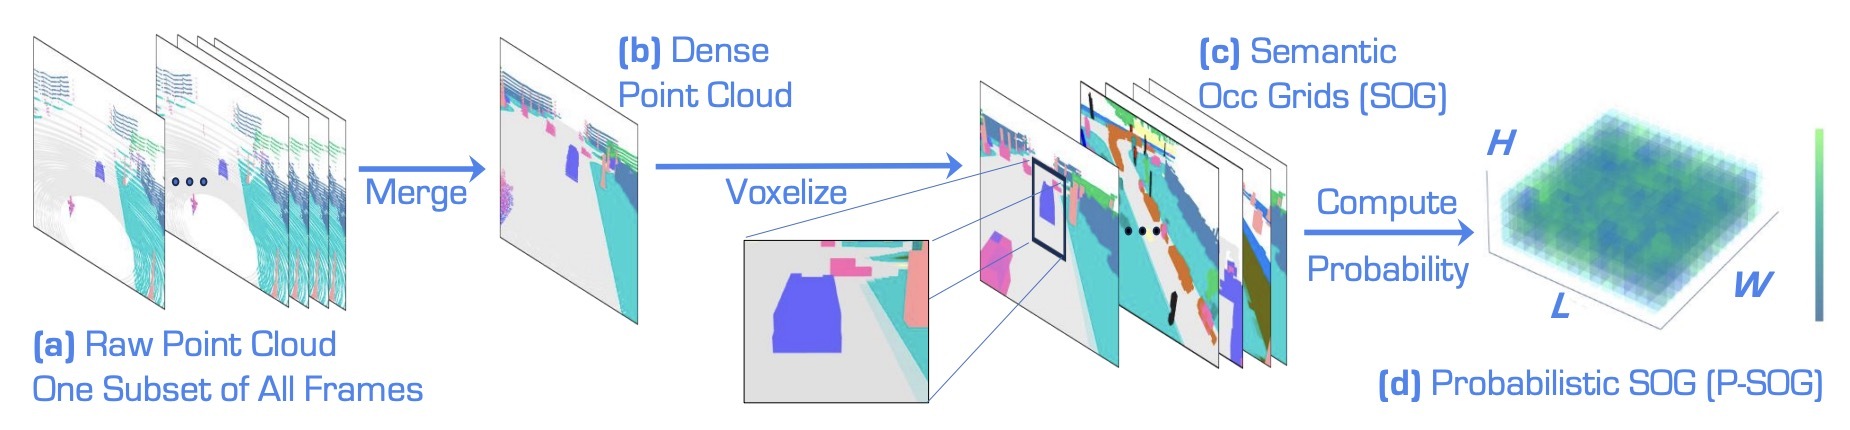 (a) Raw Point Cloud
One Subset of All Frames
Merge
(b) Dense
Point Cloud
Voxelize
(c) Semantic
Occ Grids (SOG)
Compute
Probability
H
L
W
(d) Probabilistic SOG (P-SOG)